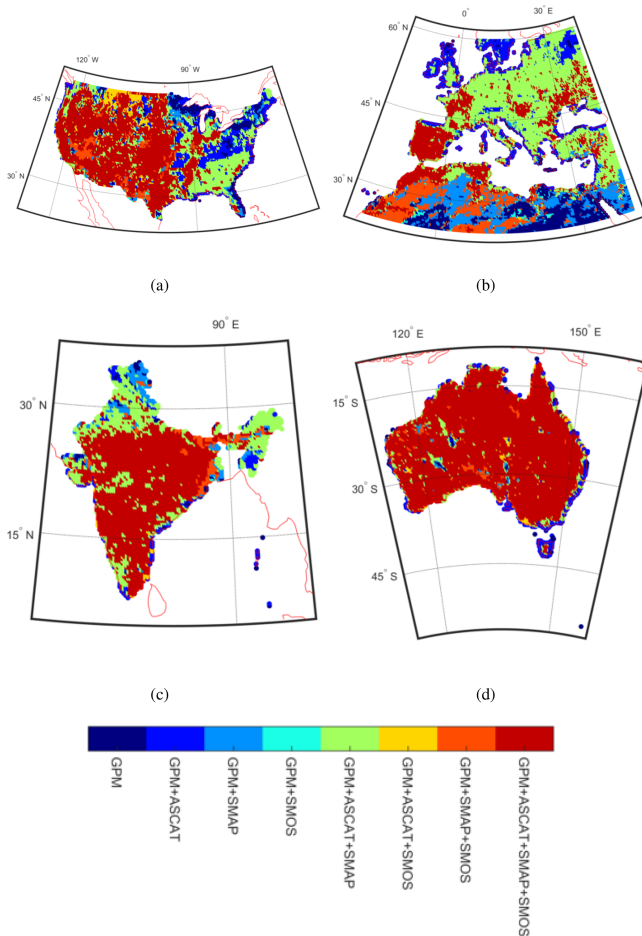 120° W
90° W
45° N
30° N
(a)
0°
30° E
60° N
45° N
30° N
(b)
90° E
30° N
15° N
(c)
120° E
150° E
15° S
30° S
45° S
(d)
GPM
GPM+ASCAT
GPM+SMAP
GPM+SMOS
GPM+ASCAT+SMAP
GPM+ASCAT+SMOS
GPM+SMAP+SMOS
GPM+ASCAT+SMAP+SMOS